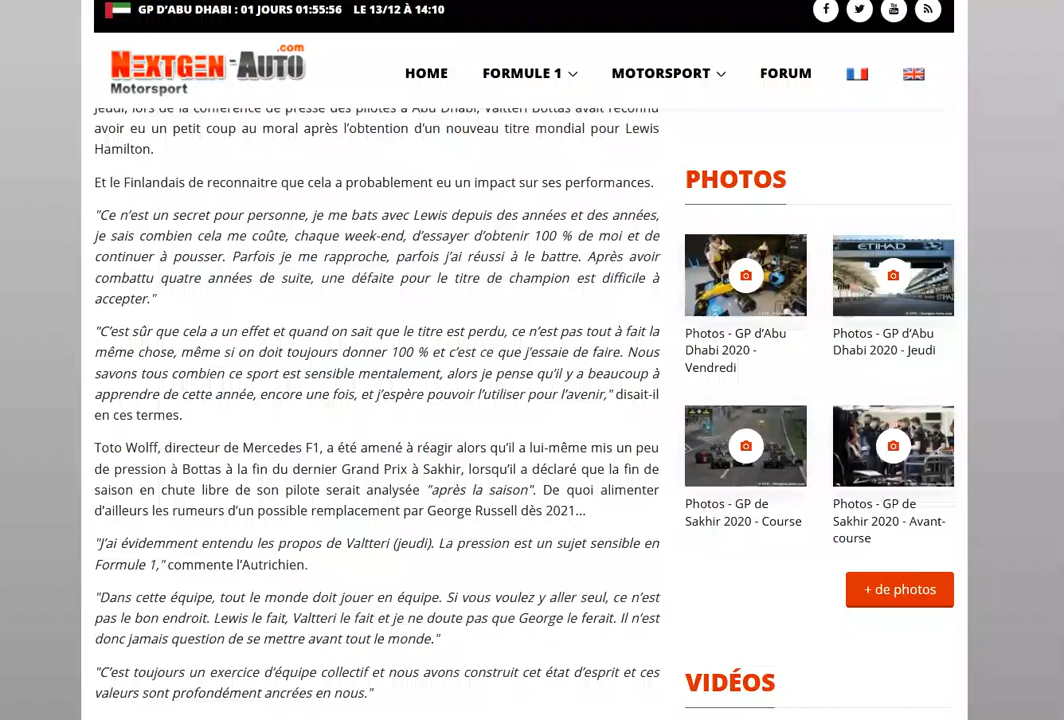 GP D’ABU DHABI : 01 JOURS 01:55:56 LE 13/12 À 14:10
NEXTGEN-AUTO
.com
Motorsport
HOME FORMULE 1 MOTORSPORT FORUM
Jeudi, lors de la conférence de presse des pilotes à Abu Dhabi, Valtteri Bottas avait reconnu
avoir eu un petit coup au moral après l’obtention d’un nouveau titre mondial pour Lewis
Hamilton.
Et le Finlandais de reconnaitre que cela a probablement eu un impact sur ses performances.
"Ce n’est un secret pour personne, je me bats avec Lewis depuis des années et des années,
je sais combien cela me coûte, chaque week-end, d’essayer d’obtenir 100 % de moi et de
continuer à pousser. Parfois je me rapproche, parfois j’ai réussi à le battre. Après avoir
combattu quatre années de suite, une défaite pour le titre de champion est difficile à
accepter."
"C’est sûr que cela a un effet et quand on sait que le titre est perdu, ce n’est pas tout à fait la
même chose, même si on doit toujours donner 100 % et c’est ce que j’essaie de faire. Nous
savons tous combien ce sport est sensible mentalement, alors je pense qu’il y a beaucoup à
apprendre de cette année, encore une fois, et j’espère pouvoir l’utiliser pour l’avenir," disait-il
en ces termes.
Toto Wolff, directeur de Mercedes F1, a été amené à réagir alors qu’il a lui-même mis un peu
de pression à Bottas à la fin du dernier Grand Prix à Sakhir, lorsqu’il a déclaré que la fin de
saison en chute libre de son pilote serait analysée "après la saison". De quoi alimenter
d’ailleurs les rumeurs d’un possible remplacement par George Russell dès 2021...
"J’ai évidemment entendu les propos de Valtteri (jeudi). La pression est un sujet sensible en
Formule 1," commente l’Autrichien.
"Dans cette équipe, tout le monde doit jouer en équipe. Si vous voulez y aller seul, ce n’est
pas le bon endroit. Lewis le fait, Valtteri le fait et je ne doute pas que George le ferait. Il n’est
donc jamais question de se mettre avant tout le monde."
"C’est toujours un exercice d’équipe collectif et nous avons construit cet état d’esprit et ces
valeurs sont profondément ancrées en nous."
PHOTOS
ETIHAD
Photos - GP d’Abu
Dhabi 2020 -
Vendredi
Photos - GP d’Abu
Dhabi 2020 - Jeudi
Photos - GP de
Sakhir 2020 - Course
Photos - GP de
Sakhir 2020 - Avant-
course
+ de photos
VIDÉOS